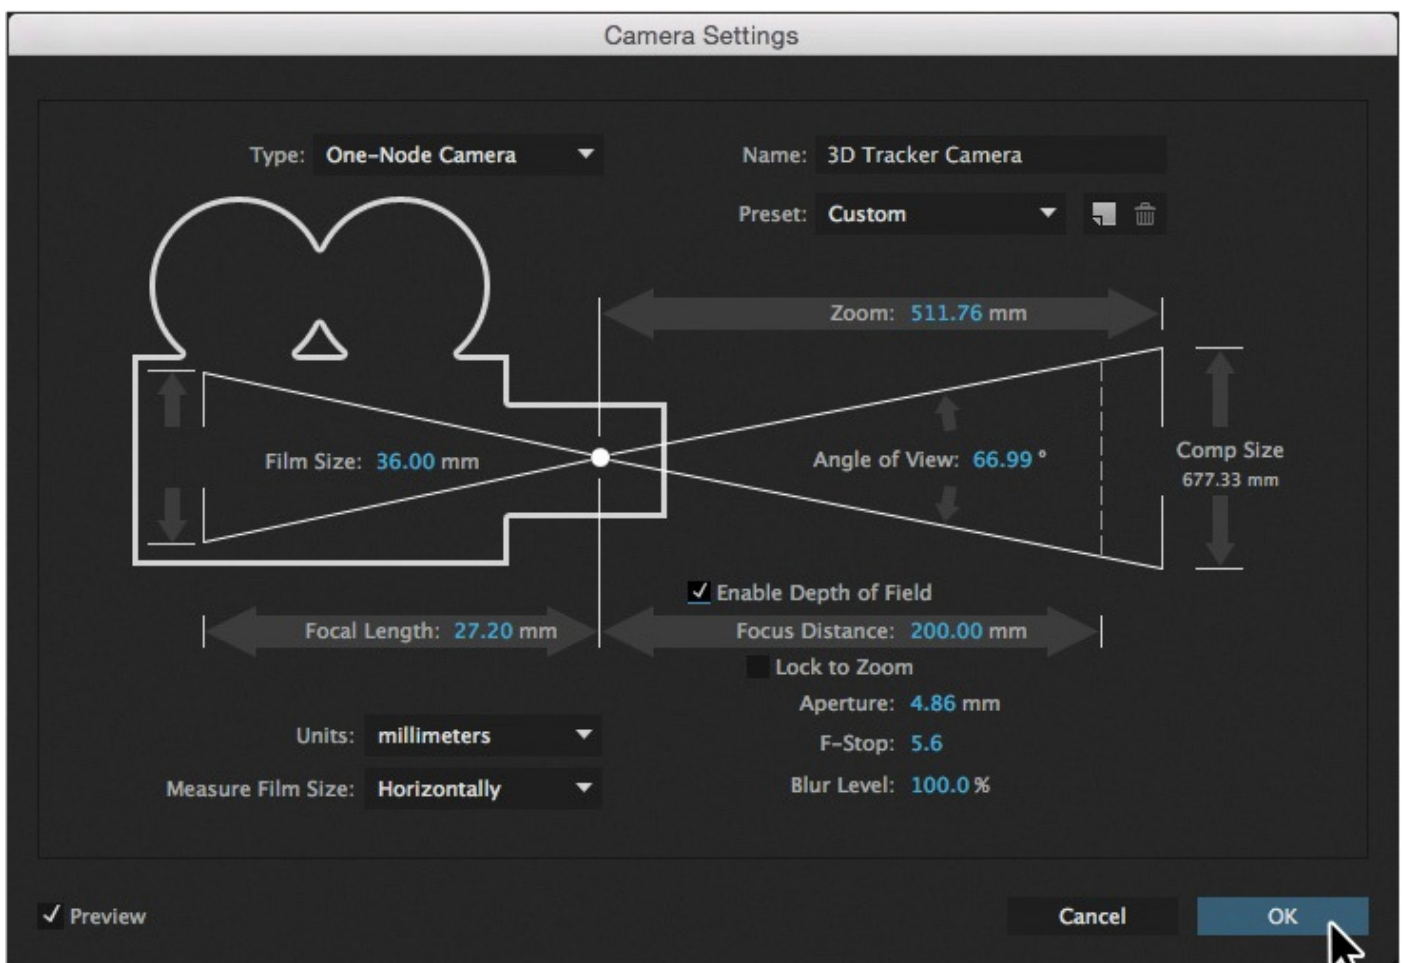 Camera Settings
Type: One-Node Camera
Name: 3D Tracker Camera
Preset: Custom
Zoom: 511.76 mm
Film Size: 36.00 mm
Angle of View: 66.99 °
Comp Size
677.33 mm
Enable Depth of Field
Focal Length: 27.20 mm
Focus Distance: 200.00 mm
Lock to Zoom
Aperture: 4.86 mm
Units: millimeters
F-Stop: 5.6
Measure Film Size: Horizontally
Blur Level: 100.0 %
Preview
Cancel
OK